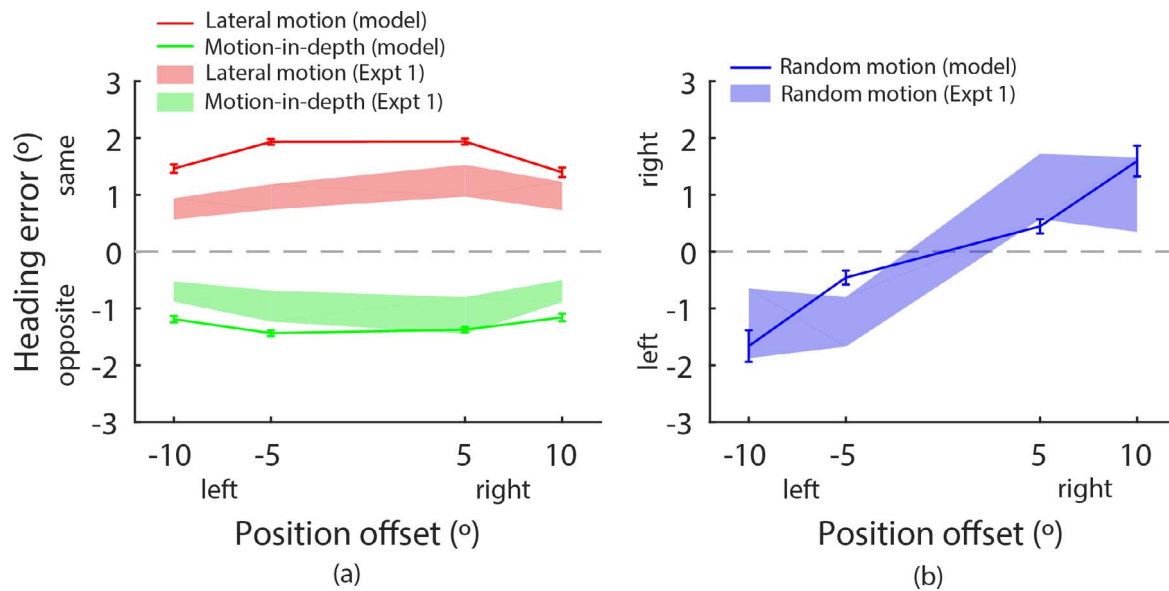 Lateral motion (model)
Motion-in-depth (model)
Lateral motion (Expt 1)
Motion-in-depth (Expt 1)
Heading error (º)
same
opposite
3
2
1
0
-1
-2
-3
-10 -5 5 10
left right
Position offset (º)
(a)
Random motion (model)
Random motion (Expt 1)
right
left
3
2
1
0
-1
-2
-3
-10 -5 5 10
left right
Position offset (º)
(b)